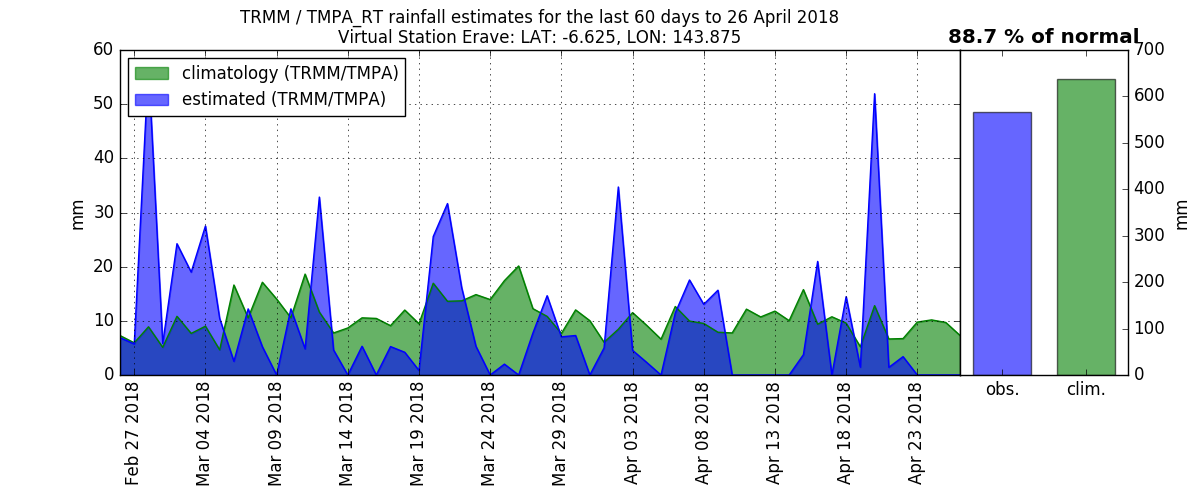 TRMM / TMPA_RT rainfall estimates for the last 60 days to 26 April 2018
Virtual Station Erave: LAT: -6.625, LON: 143.875
88.7 % of normal
climatology (TRMM/TMPA)
estimated (TRMM/TMPA)
60
50
40
30
20
10
0
mm
Feb 27 2018
Mar 04 2018
Mar 09 2018
Mar 14 2018
Mar 19 2018
Mar 24 2018
Mar 29 2018
Apr 03 2018
Apr 08 2018
Apr 13 2018
Apr 18 2018
Apr 23 2018
700
600
500
400
300
200
100
0
mm
obs.
clim.